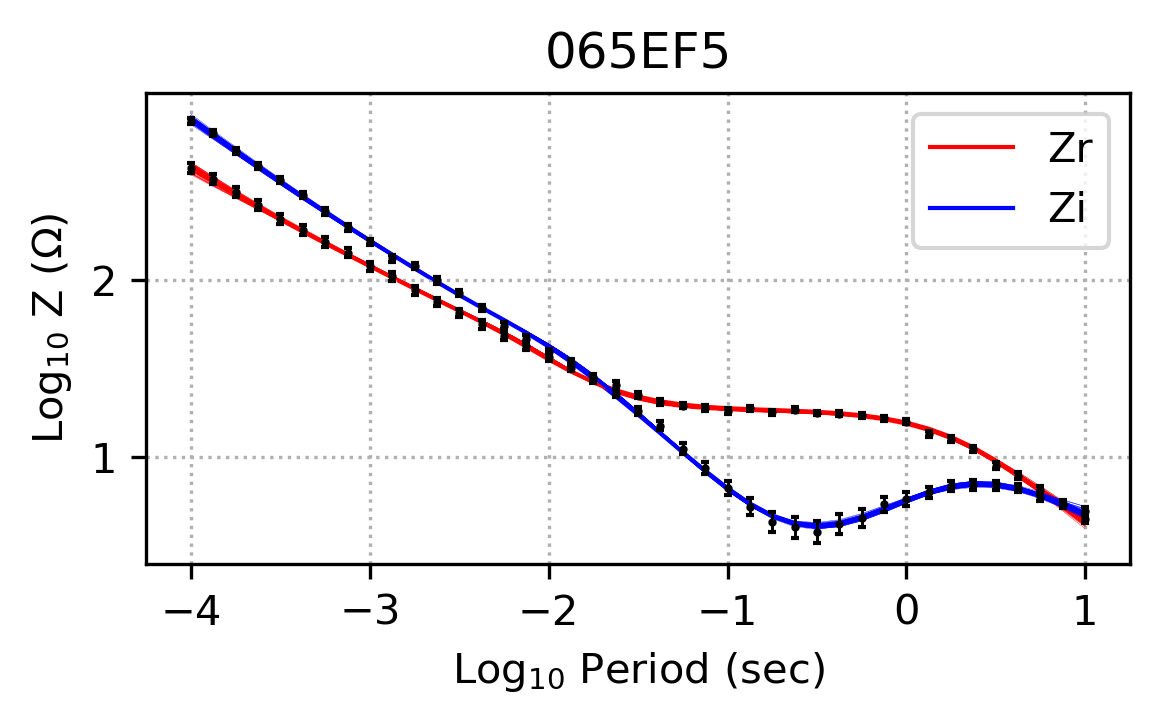 065EF5
Zr
Zi
Log₁₀ Z (Ω)
2
1
−4 −3 −2 −1 0 1
Log₁₀ Period (sec)